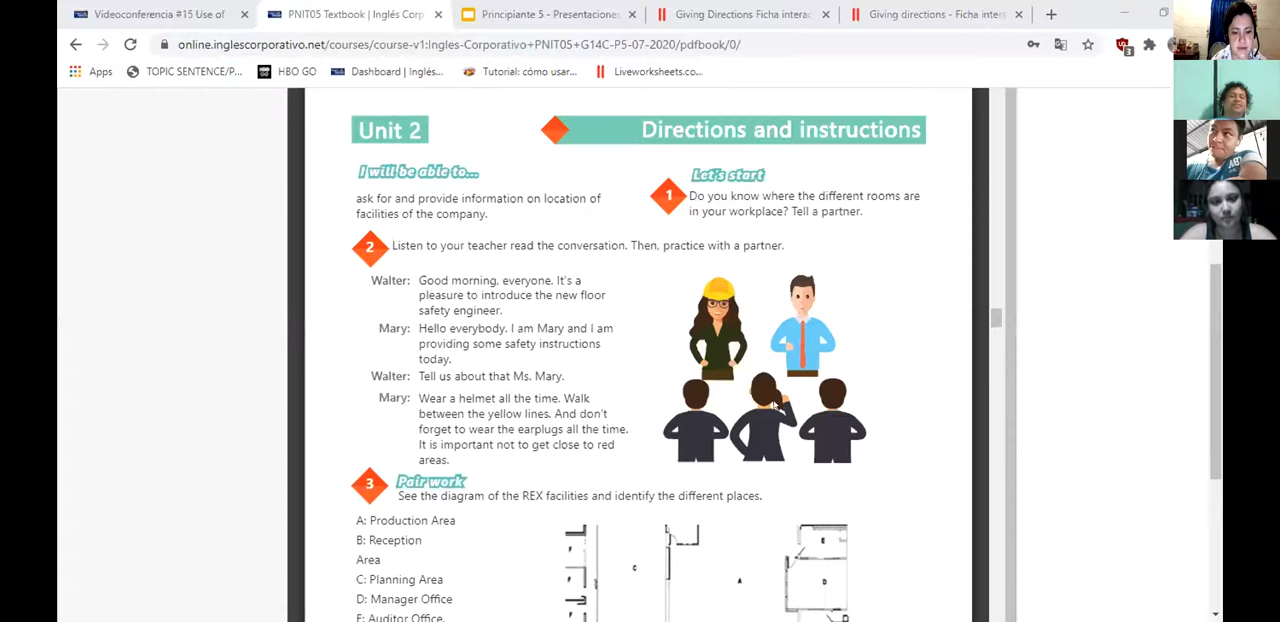 Videoconferencia #15 Use of
PNIT05 Textbook | Inglés Corp
Principiante 5 - Presentaciones
Giving Directions Ficha interac
Giving directions - Ficha inter
online.inglescorporativo.net/courses/course-v1:Ingles-Corporativo+PNIT05+G14C-P5-07-2020/pdfbook/0/
3
Apps
TOPIC SENTENCE/P...
HBO GO
Dashboard | Inglés...
Tutorial: cómo usar...
Liveworksheets.co...
Unit 2
Directions and instructions
I will be able to...
ask for and provide information on location of
facilities of the company.
Let's start
1
Do you know where the different rooms are
in your workplace? Tell a partner.
2
Listen to your teacher read the conversation. Then, practice with a partner.
Walter: Good morning, everyone. It's a
pleasure to introduce the new floor
safety engineer.
Mary: Hello everybody. I am Mary and I am
providing some safety instructions
today.
Walter: Tell us about that Ms. Mary.
Mary: Wear a helmet all the time. Walk
between the yellow lines. And don't
forget to wear the earplugs all the time.
It is important not to get close to red
areas.
3
Pair work
See the diagram of the REX facilities and identify the different places.
A: Production Area
B: Reception
Area
C: Planning Area
D: Manager Office
E: Auditor Office.
F
F
F
C
A
E
D